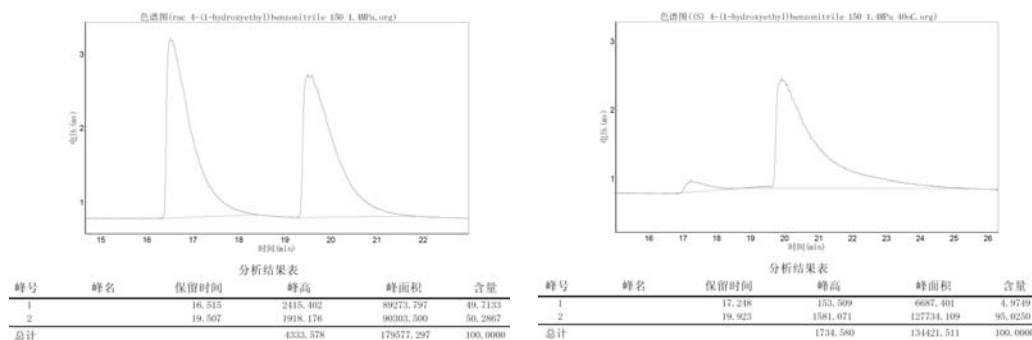 色谱图(rac 4-(1-hydroxyethyl)benzonitrile 150 1.4MPa.org)
电压(mv)
3
2
1
15 16 17 18 19 20 21 22
时间(min)
分析结果表
峰号 峰名 保留时间 峰高 峰面积 含量
1 16.515 2415.402 89273.797 49.7133
2 19.507 1918.176 90303.500 50.2867
总计 4333.578 179577.297 100.0000
色谱图((S) 4-(1-hydroxyethyl)benzonitrile 150 1.4MPa 40oC.org)
电压(mv)
3
2
1
16 17 18 19 20 21 22 23 24 25 26
时间(min)
分析结果表
峰号 峰名 保留时间 峰高 峰面积 含量
1 17.248 153.509 6687.401 4.9749
2 19.923 1581.071 127734.109 95.0250
总计 1734.580 134421.511 100.0000